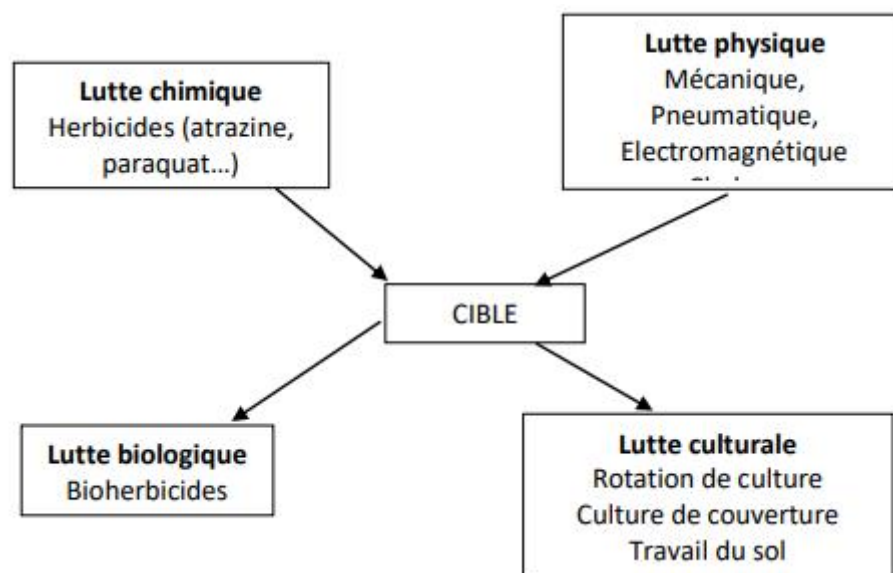 Lutte chimique
Herbicides (atrazine,
paraquat…)
Lutte physique
Mécanique,
Pneumatique,
Electromagnétique
CIBLE
Lutte biologique
Bioherbicides
Lutte culturale
Rotation de culture
Culture de couverture
Travail du sol